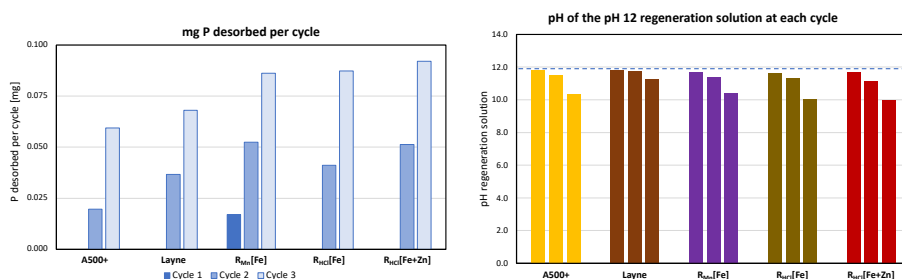 mg P desorbed per cycle
P desorbed per cycle [mg]
0.100
0.075
0.050
0.025
0.000
A500+ Layne RMn[Fe] RHCl[Fe] RHCl[Fe+Zn]
Cycle 1 Cycle 2 Cycle 3
pH of the pH 12 regeneration solution at each cycle
pH regeneration solution
14.0
12.0
10.0
8.0
6.0
4.0
2.0
0.0
A500+ Layne RMn[Fe] RHCl[Fe] RHCl[Fe+Zn]